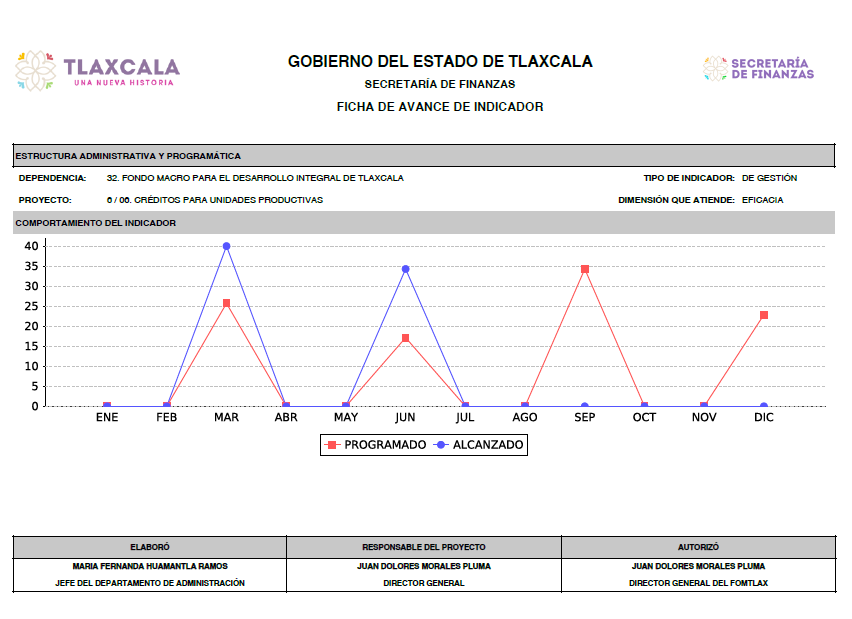 TLAXCALA
UNA NUEVA HISTORIA
GOBIERNO DEL ESTADO DE TLAXCALA
SECRETARÍA DE FINANZAS
FICHA DE AVANCE DE INDICADOR
SECRETARÍA
DE FINANZAS
ESTRUCTURA ADMINISTRATIVA Y PROGRAMÁTICA
DEPENDENCIA: 32. FONDO MACRO PARA EL DESARROLLO INTEGRAL DE TLAXCALA TIPO DE INDICADOR: DE GESTIÓN
PROYECTO: 6 / 06. CRÉDITOS PARA UNIDADES PRODUCTIVAS DIMENSIÓN QUE ATIENDE: EFICACIA
COMPORTAMIENTO DEL INDICADOR
40
35
30
25
20
15
10
5
0
ENE FEB MAR ABR MAY JUN JUL AGO SEP OCT NOV DIC
PROGRAMADO ALCANZADO
ELABORÓ RESPONSABLE DEL PROYECTO AUTORIZÓ
MARIA FERNANDA HUAMANTLA RAMOS JUAN DOLORES MORALES PLUMA JUAN DOLORES MORALES PLUMA
JEFE DEL DEPARTAMENTO DE ADMINISTRACIÓN DIRECTOR GENERAL DIRECTOR GENERAL DEL FOMTLAX